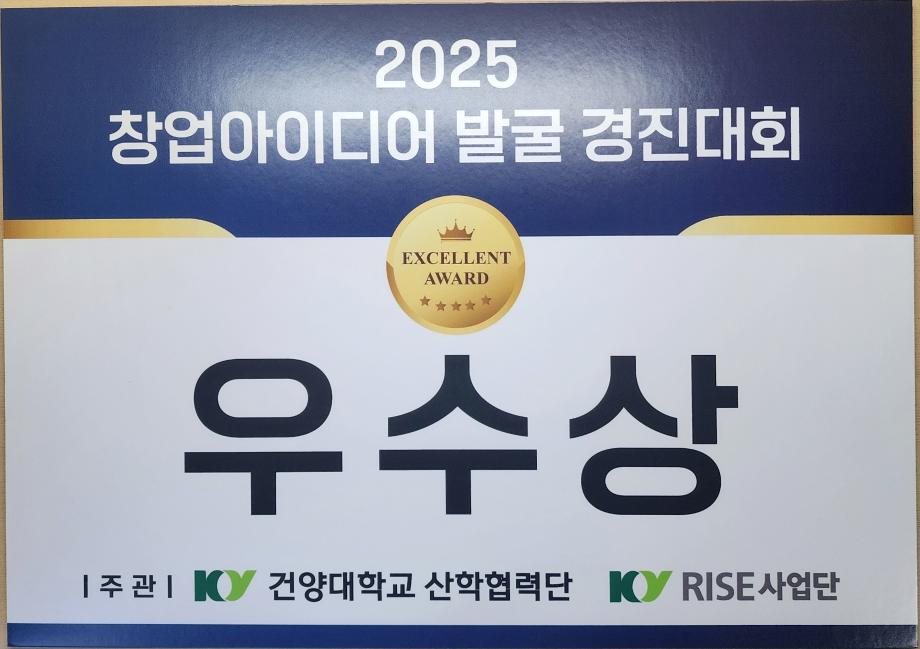 2025
창업아이디어 발굴 경진대회
EXCELLENT
AWARD
우수상
| 주 관 | KY 건양대학교 산학협력단 KY RISE사업단